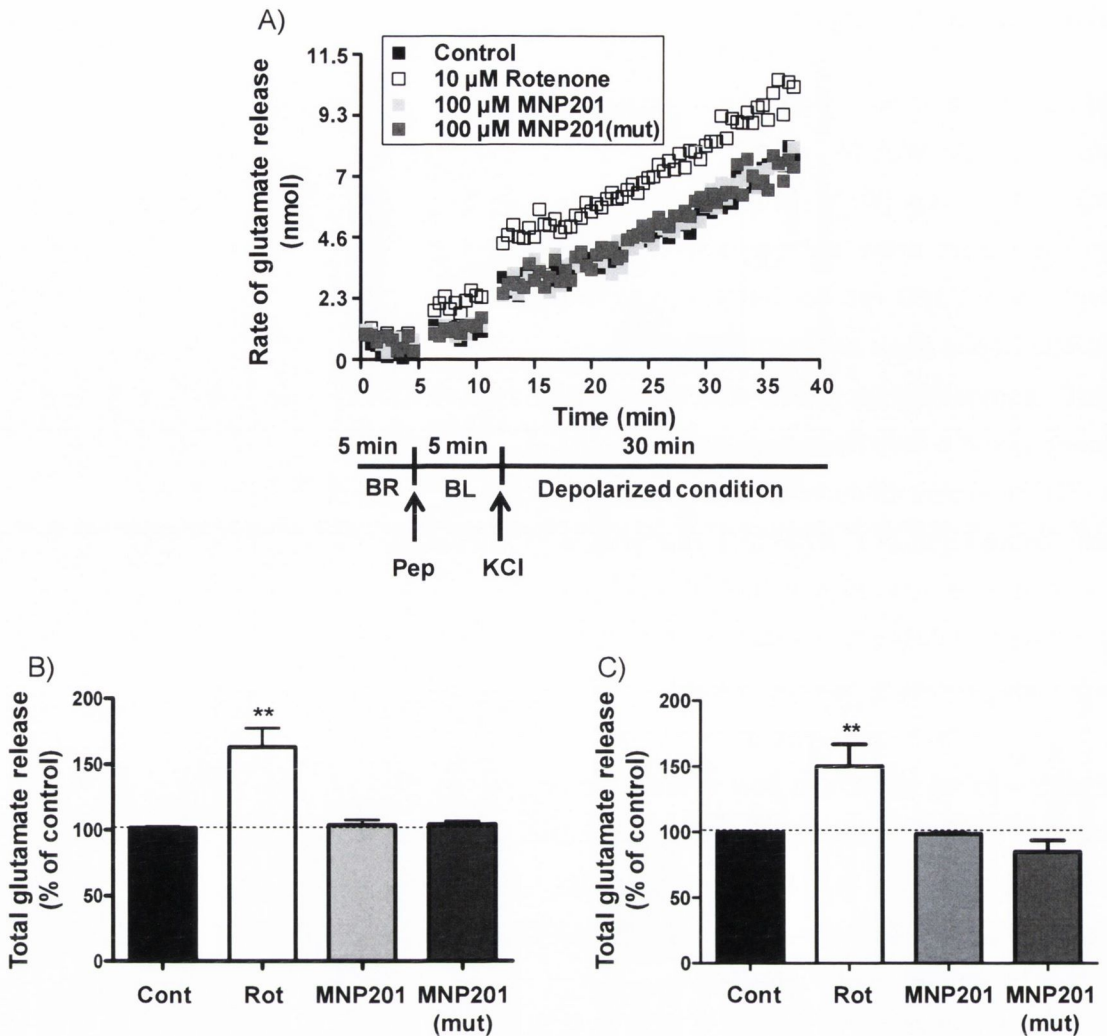 A)
Rate of glutamate release
(nmol)
11.5
9.3
7
4.6
2.3
0
Control
10 µM Rotenone
100 µM MNP201
100 µM MNP201(mut)
0 5 10 15 20 25 30 35 40
Time (min)
5 min 5 min 30 min
BR BL Depolarized condition
Pep KCl
B)
Total glutamate release
(% of control)
200
150
100
50
0
**
Cont Rot MNP201 MNP201
(mut)
C)
Total glutamate release
(% of control)
200
150
100
50
0
**
Cont Rot MNP201 MNP201
(mut)